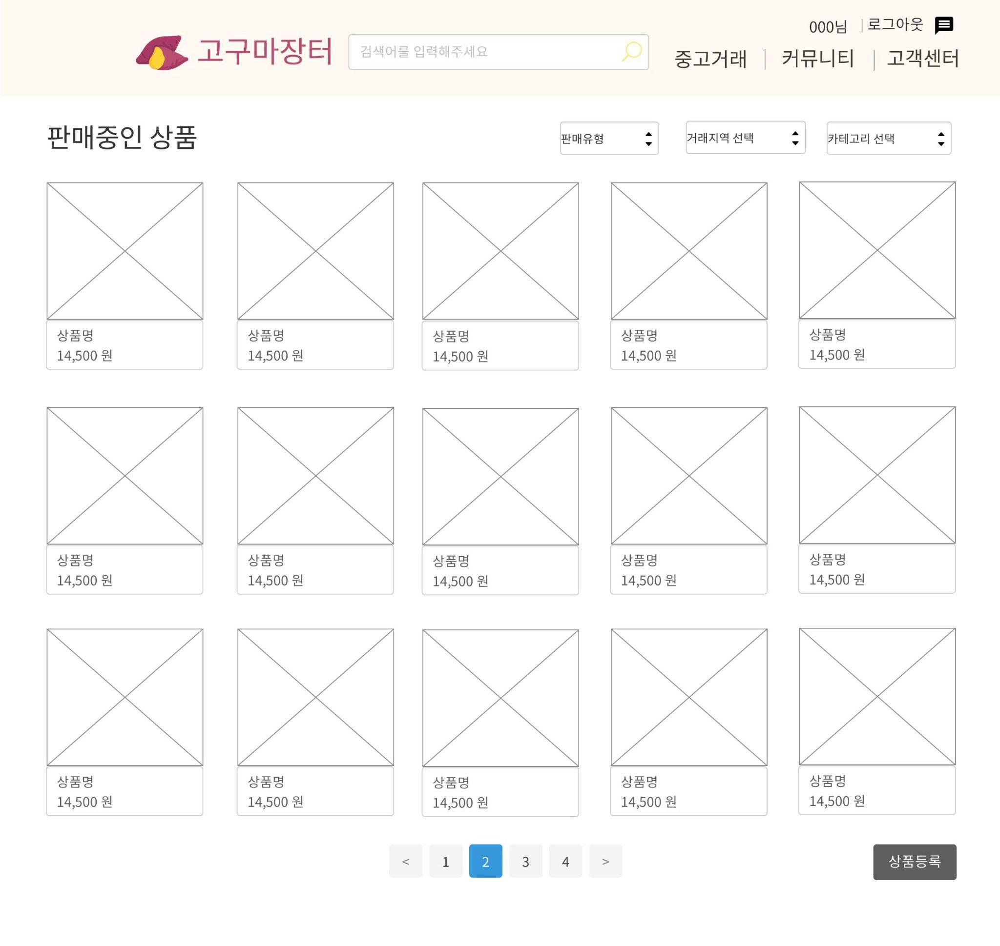 000님 로그아웃
고구마장터
검색어를 입력해주세요
중고거래 커뮤니티 고객센터
판매중인 상품
판매유형
거래지역 선택
카테고리 선택
상품명
14,500 원
상품명
14,500 원
상품명
14,500 원
상품명
14,500 원
상품명
14,500 원
상품명
14,500 원
상품명
14,500 원
상품명
14,500 원
상품명
14,500 원
상품명
14,500 원
상품명
14,500 원
상품명
14,500 원
상품명
14,500 원
상품명
14,500 원
상품명
14,500 원
< 1 2 3 4 >
상품등록